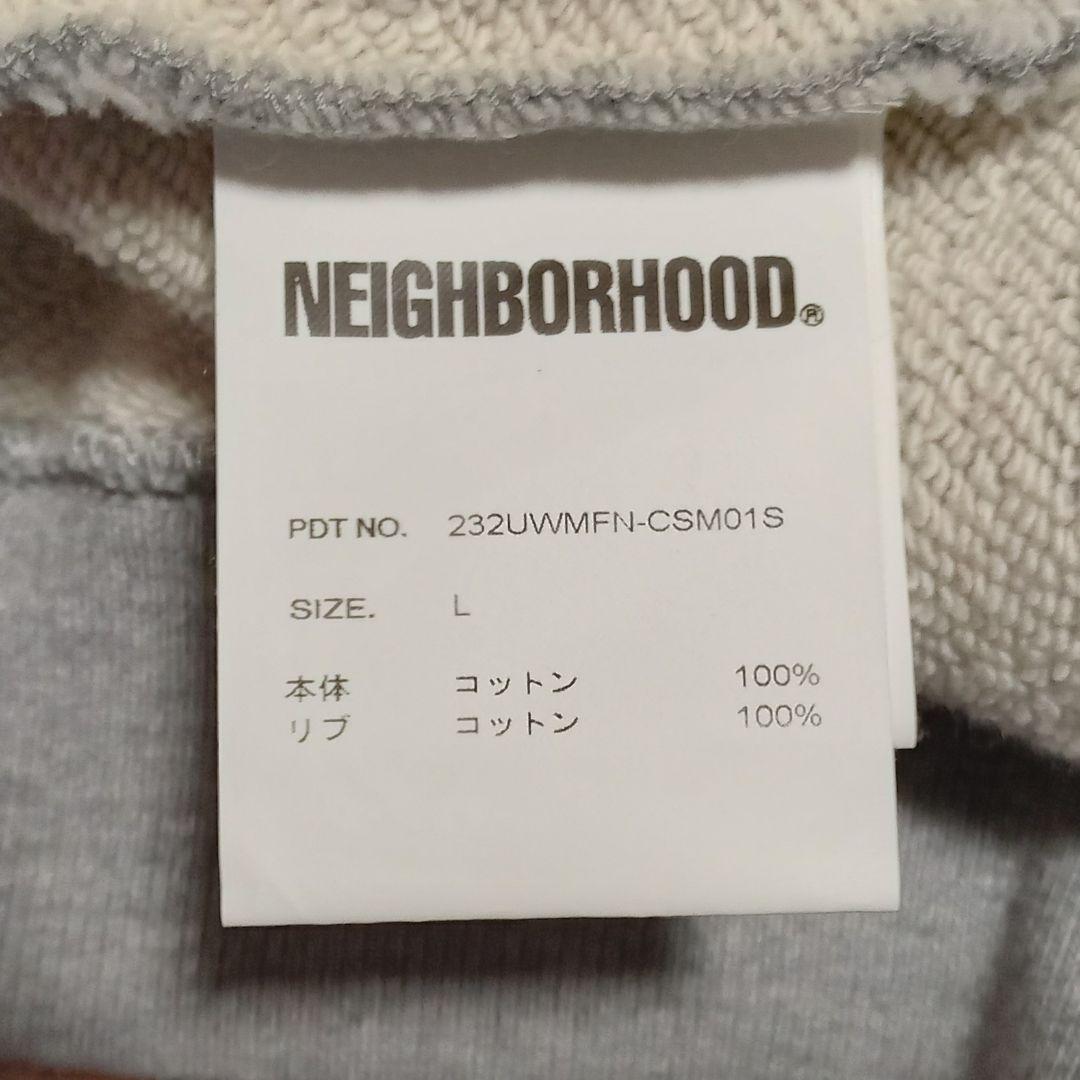 NEIGHBORHOOD®
PDT NO. 232UWMFN-CSM01S
SIZE. L
本体 コットン 100%
リブ コットン 100%